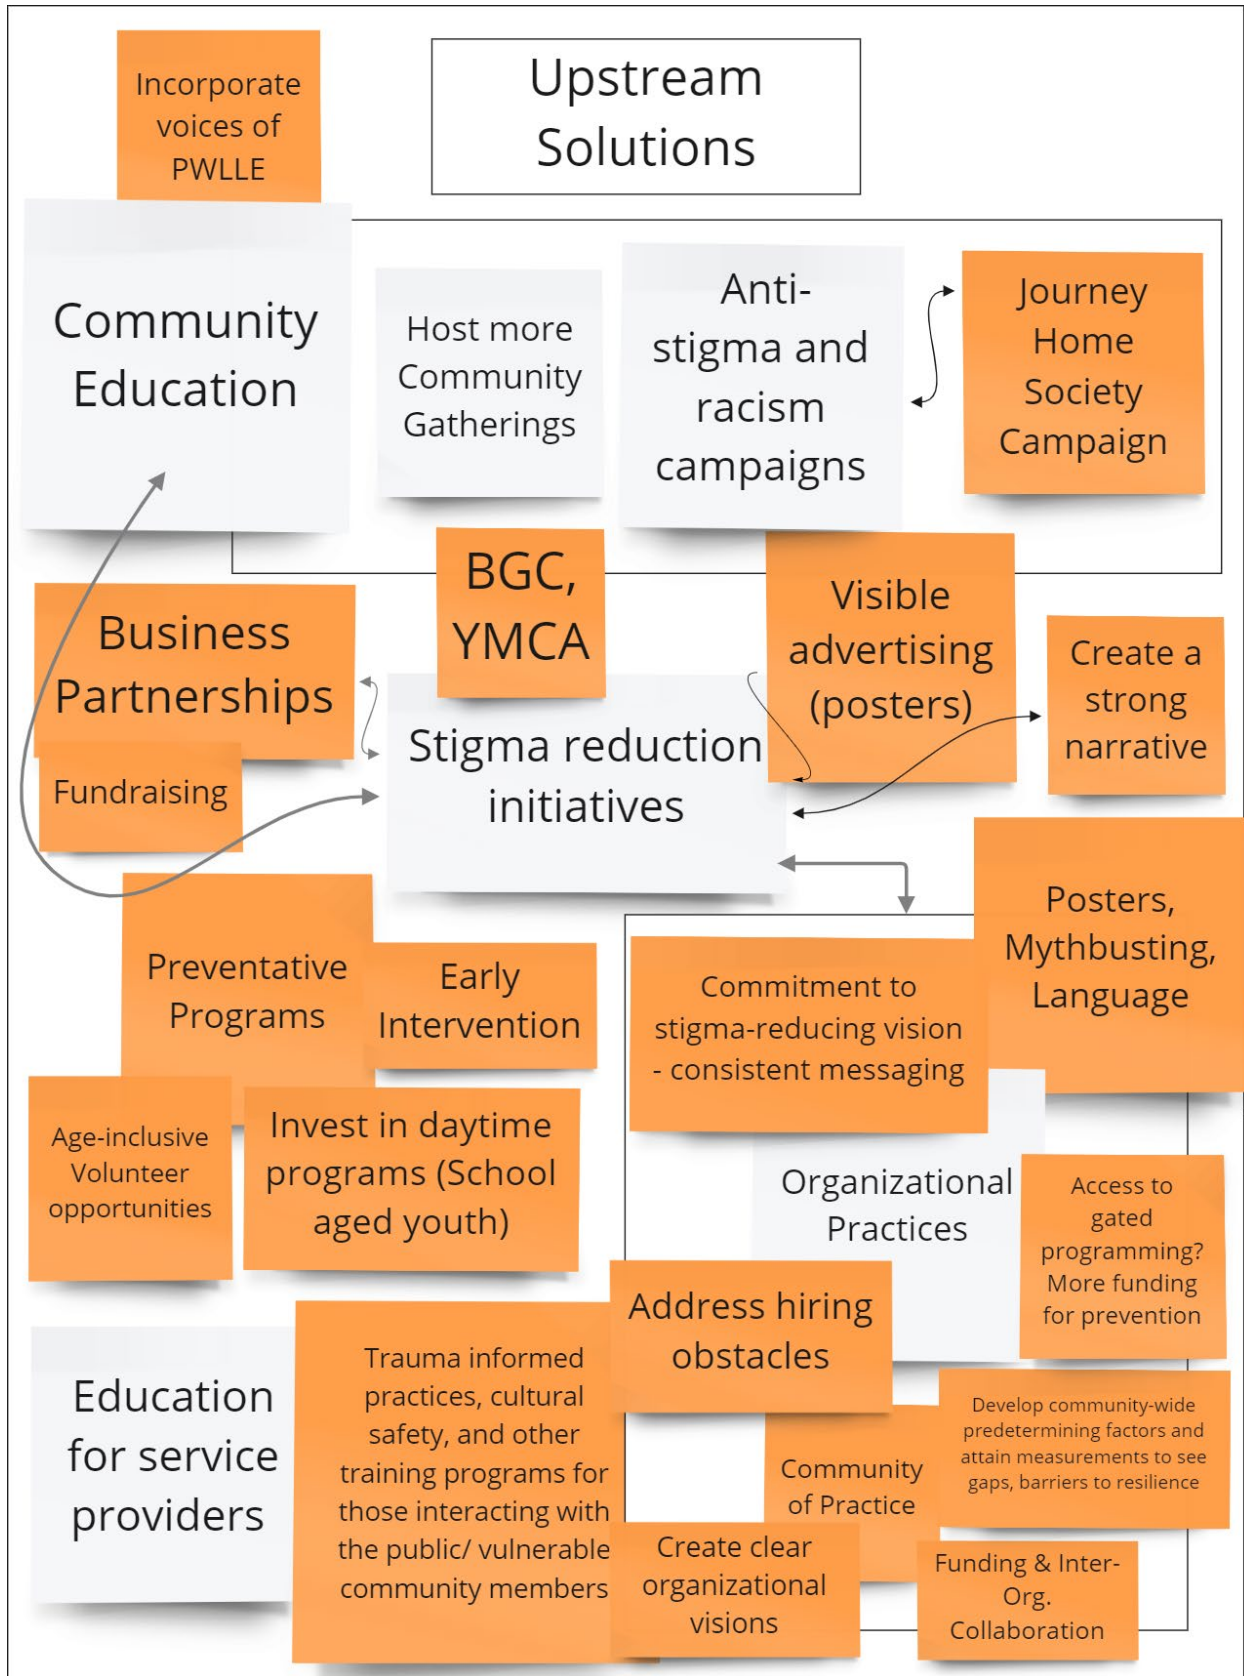 Incorporate
voices of
PWLLE
Upstream
Solutions
Community
Education
Host more
Community
Gatherings
Anti-
stigma and
racism
campaigns
Journey
Home
Society
Campaign
BGC,
YMCA
Business
Partnerships
Fundraising
Stigma reduction
initiatives
Visible
advertising
(posters)
Create a
strong
narrative
Preventative
Programs
Early
Intervention
Age-inclusive
Volunteer
opportunities
Invest in daytime
programs (School
aged youth)
Commitment to
stigma-reducing vision
- consistent messaging
Posters,
Mythbusting,
Language
Organizational
Practices
Access to
gated
programming?
More funding
for prevention
Address hiring
obstacles
Education
for service
providers
Trauma informed
practices, cultural
safety, and other
training programs for
those interacting with
the public/ vulnerable
community members
Develop community-wide
predetermining factors and
attain measurements to see
gaps, barriers to resilience
Community
of Practice
Create clear
organizational
visions
Funding & Inter-
Org.
Collaboration